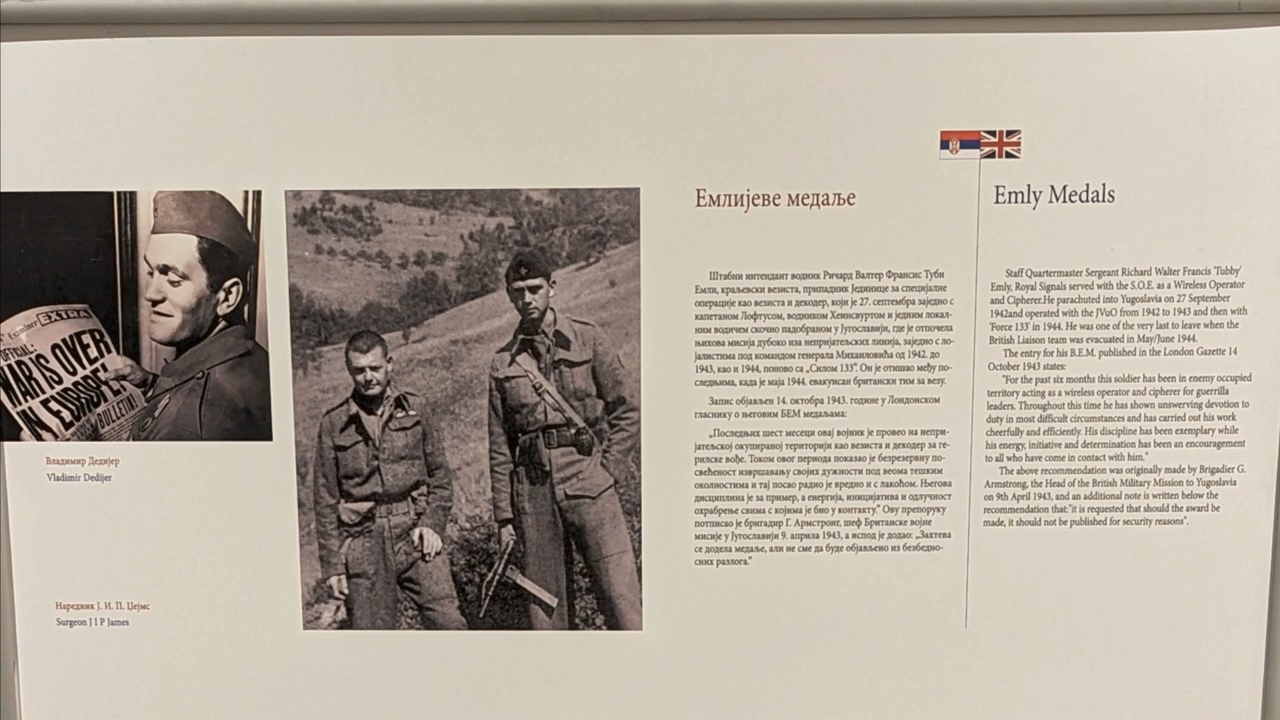 EXTRA
OFFICIAL
WAR IS OVER
IN EUROPE
BULLETIN!
Владимир Дедијер
Vladimir Dedijer
Наредник Ј. И. П. Џејмс
Surgeon J I P James
Емлијеве медаље
Штабни интендант водник Ричард Валтер Франсис Туби
Емли, краљевски везиста, припадник Јединице за специјалне
операције као везиста и декодер, који је 27. септембра заједно с
капетаном Лофтусом, водником Хеинсвуртом и једним локал-
ним водичем скочио падобраном у Југославији, где је отпочела
њихова мисија дубоко иза непријатељских линија, заједно с ло-
јалистима под командом генерала Михаиловића од 1942. до
1943, као и 1944, поново са „Силом 133”. Он је отишао међу по-
следњима, када је маја 1944. евакуисан британски тим за везу.
Запис објављен 14. октобра 1943. године у Лондонском
гласнику о његовим БЕМ медаљама:
„Последњих шест месеци овај војник је провео на непри-
јатељској окупираној територији као везиста и декодер за ге-
рилске вође. Током овог периода показао је безрезервну по-
свећеност извршавању својих дужности под веома тешким
околностима и тај посао радио је вредно и с лакоћом. Његова
дисциплина је за пример, а енергија, иницијатива и одлучност
охрабрење свима с којима је био у контакту.” Ову препоруку
потписао је бригадир Г. Армстронг, шеф Британске војне
мисије у Југославији 9. априла 1943, а испод је додао: „Захтева
се додела медаље, али не сме да буде објављено из безбедно-
сних разлога.”
Emly Medals
Staff Quartermaster Sergeant Richard Walter Francis 'Tubby'
Emly, Royal Signals served with the S.O.E. as a Wireless Operator
and Cipherer.He parachuted into Yugoslavia on 27 September
1942and operated with the JVuO from 1942 to 1943 and then with
'Force 133' in 1944. He was one of the very last to leave when the
British Liaison team was evacuated in May/June 1944.
The entry for his B.E.M. published in the London Gazette 14
October 1943 states:
"For the past six months this soldier has been in enemy occupied
territory acting as a wireless operator and cipherer for guerrilla
leaders. Throughout this time he has shown unswerving devotion to
duty in most difficult circumstances and has carried out his work
cheerfully and efficiently. His discipline has been exemplary while
his energy, initiative and determination has been an encouragement
to all who have come in contact with him."
The above recommendation was originally made by Brigadier G.
Armstrong, the Head of the British Military Mission to Yugoslavia
on 9th April 1943, and an additional note is written below the
recommendation that:"it is requested that should the award be
made, it should not be published for security reasons".